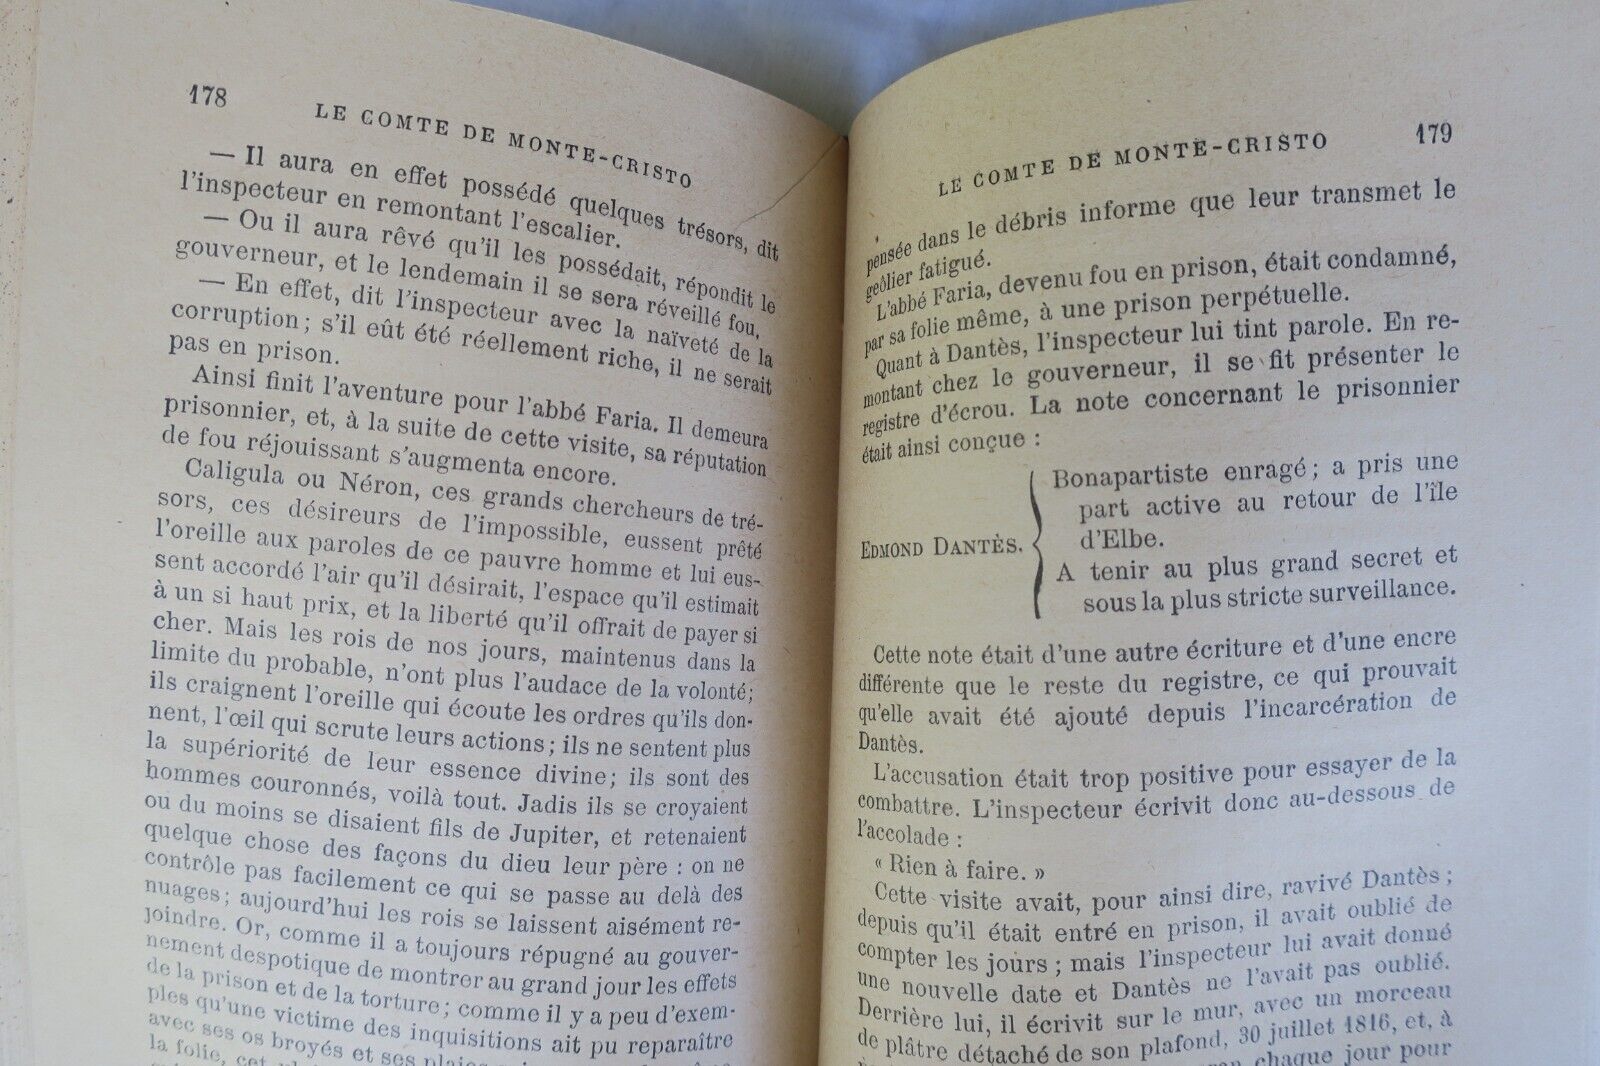 178
LE COMTE DE MONTE-CRISTO
— Il aura en effet possédé quelques trésors, dit
l'inspecteur en remontant l'escalier.
— Ou il aura rêvé qu'il les possédait, répondit le
gouverneur, et le lendemain il se sera réveillé fou.
— En effet, dit l'inspecteur avec la naïveté de la
corruption; s'il eût été réellement riche, il ne serait
pas en prison.
Ainsi finit l'aventure pour l'abbé Faria. Il demeura
prisonnier, et, à la suite de cette visite, sa réputation
de fou réjouissant s'augmenta encore.
Caligula ou Néron, ces grands chercheurs de tré-
sors, ces désireurs de l'impossible, eussent prêté
l'oreille aux paroles de ce pauvre homme et lui eus-
sent accordé l'air qu'il désirait, l'espace qu'il estimait
à un si haut prix, et la liberté qu'il offrait de payer si
cher. Mais les rois de nos jours, maintenus dans la
limite du probable, n'ont plus l'audace de la volonté;
ils craignent l'oreille qui écoute les ordres qu'ils don-
nent, l'œil qui scrute leurs actions; ils ne sentent plus
la supériorité de leur essence divine; ils sont des
hommes couronnés, voilà tout. Jadis ils se croyaient
ou du moins se disaient fils de Jupiter, et retenaient
quelque chose des façons du dieu leur père : on ne
contrôle pas facilement ce qui se passe au delà des
nuages; aujourd'hui les rois se laissent aisément re-
joindre. Or, comme il a toujours répugné au gouver-
nement despotique de montrer au grand jour les effets
de la prison et de la torture; comme il y a peu d'exem-
ples qu'une victime des inquisitions ait pu reparaître
avec ses os broyés et ses plaies
la folie, cet
LE COMTE DE MONTE-CRISTO
179
pensée dans le débris informe que leur transmet le
geôlier fatigué.
L'abbé Faria, devenu fou en prison, était condamné,
par sa folie même, à une prison perpétuelle.
Quant à Dantès, l'inspecteur lui tint parole. En re-
montant chez le gouverneur, il se fit présenter le
registre d'écrou. La note concernant le prisonnier
était ainsi conçue :
EDMOND DANTÈS.
Bonapartiste enragé; a pris une
part active au retour de l'île
d'Elbe.
A tenir au plus grand secret et
sous la plus stricte surveillance.
Cette note était d'une autre écriture et d'une encre
différente que le reste du registre, ce qui prouvait
qu'elle avait été ajouté depuis l'incarcération de
Dantès.
L'accusation était trop positive pour essayer de la
combattre. L'inspecteur écrivit donc au-dessous de
l'accolade :
« Rien à faire. »
Cette visite avait, pour ainsi dire, ravivé Dantès ;
depuis qu'il était entré en prison, il avait oublié de
compter les jours ; mais l'inspecteur lui avait donné
une nouvelle date et Dantès ne l'avait pas oublié.
Derrière lui, il écrivit sur le mur, avec un morceau
de plâtre détaché de son plafond, 30 juillet 1816, et, à
chaque jour pour